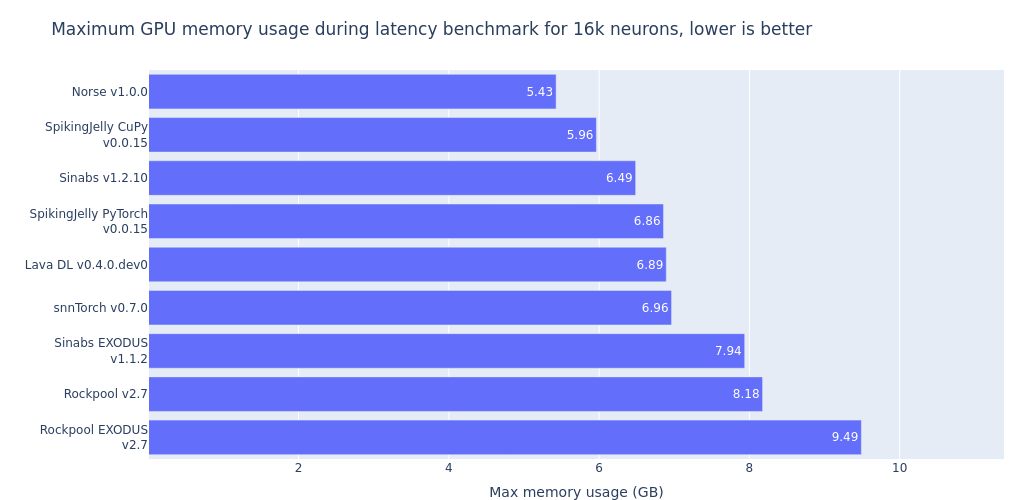 Maximum GPU memory usage during latency benchmark for 16k neurons, lower is better
Norse v1.0.0
5.43
SpikingJelly CuPy
v0.0.15
5.96
Sinabs v1.2.10
6.49
SpikingJelly PyTorch
v0.0.15
6.86
Lava DL v0.4.0.dev0
6.89
snnTorch v0.7.0
6.96
Sinabs EXODUS
v1.1.2
7.94
Rockpool v2.7
8.18
Rockpool EXODUS
v2.7
9.49
2 4 6 8 10
Max memory usage (GB)